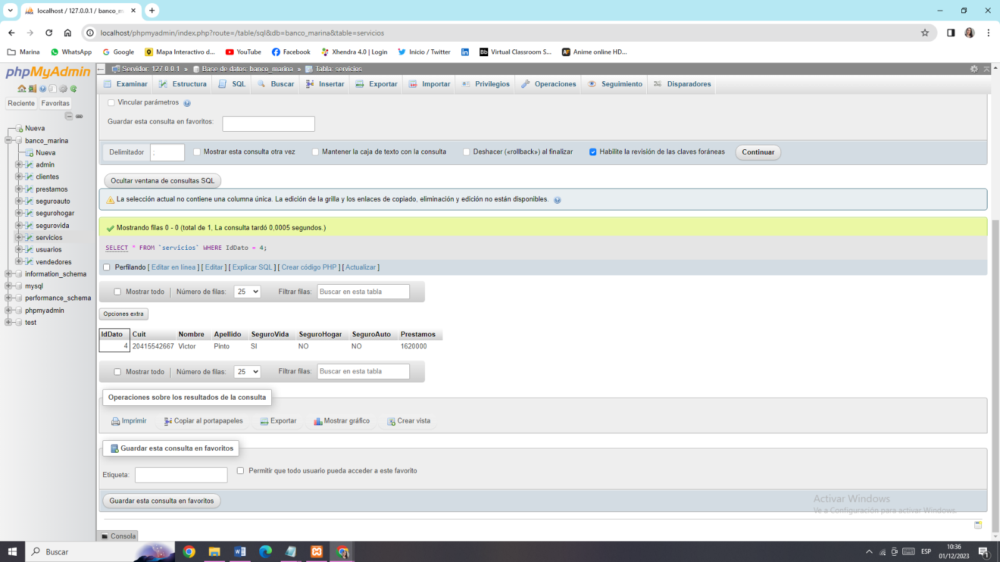 localhost / 127.0.0.1 / banco_m
localhost/phpmyadmin/index.php?route=/table/sql&db=banco_marina&table=servicios
Marina
WhatsApp
Google
Mapa Interactivo d...
YouTube
Facebook
Xhendra 4.0 | Login
Inicio / Twitter
Virtual Classroom S...
Anime online HD...
phpMyAdmin
Reciente
Favoritas
Nueva
banco_marina
Nueva
admin
clientes
prestamos
seguroauto
segurohogar
segurovida
servicios
usuarios
vendedores
information_schema
mysql
performance_schema
phpmyadmin
test
Servidor: 127.0.0.1 » Base de datos: banco_marina » Tabla: servicios
Examinar
Estructura
SQL
Buscar
Insertar
Exportar
Importar
Privilegios
Operaciones
Seguimiento
Disparadores
Vincular parámetros
Guardar esta consulta en favoritos:
Delimitador ;
Mostrar esta consulta otra vez
Mantener la caja de texto con la consulta
Deshacer («rollback») al finalizar
Habilite la revisión de las claves foráneas
Continuar
Ocultar ventana de consultas SQL
La selección actual no contiene una columna única. La edición de la grilla y los enlaces de copiado, eliminación y edición no están disponibles.
Mostrando filas 0 - 0 (total de 1, La consulta tardó 0,0005 segundos.)
SELECT * FROM `servicios` WHERE IdDato = 4;
Perfilando [ Editar en línea ] [ Editar ] [ Explicar SQL ] [ Crear código PHP ] [ Actualizar ]
Mostrar todo | Número de filas: 25 Filtrar filas: Buscar en esta tabla
Opciones extra
IdDato Cuit Nombre Apellido SeguroVida SeguroHogar SeguroAuto Prestamos
4 20415542667 Victor Pinto SI NO NO 1620000
Mostrar todo | Número de filas: 25 Filtrar filas: Buscar en esta tabla
Operaciones sobre los resultados de la consulta
Imprimir
Copiar al portapapeles
Exportar
Mostrar gráfico
Crear vista
Guardar esta consulta en favoritos
Etiqueta:
Permitir que todo usuario pueda acceder a este favorito
Guardar esta consulta en favoritos
Activar Windows
Ve a Configuración para activar Windows.
Consola
Buscar
ESP
10:36
01/12/2023
1